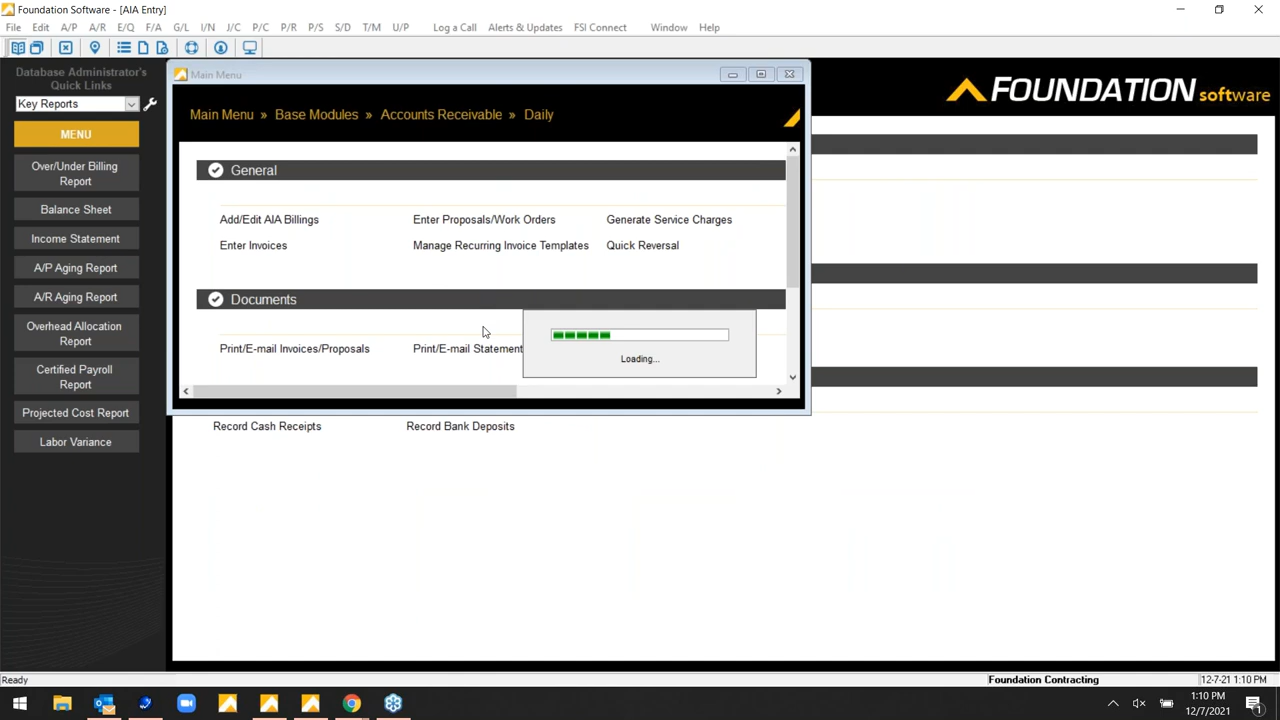 Foundation Software - [AIA Entry]
File Edit A/P A/R E/Q F/A G/L I/N J/C P/C P/R P/S S/D T/M U/P Log a Call Alerts & Updates FSI Connect Window Help
Database Administrator's
Quick Links
Key Reports
MENU
Over/Under Billing
Report
Balance Sheet
Income Statement
A/P Aging Report
A/R Aging Report
Overhead Allocation
Report
Certified Payroll
Report
Projected Cost Report
Labor Variance
FOUNDATION software
Main Menu
Main Menu » Base Modules » Accounts Receivable » Daily
General
Add/Edit AIA Billings Enter Proposals/Work Orders Generate Service Charges
Enter Invoices Manage Recurring Invoice Templates Quick Reversal
Documents
Print/E-mail Invoices/Proposals Print/E-mail Statement
Loading...
Record Cash Receipts Record Bank Deposits
Ready Foundation Contracting 12-7-21 1:10 PM
1:10 PM
12/7/2021
1